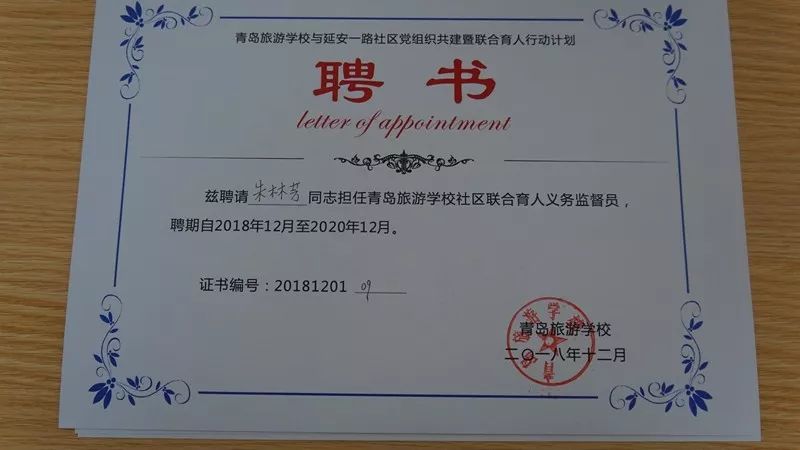 青岛旅游学校与延安一路社区党组织共建暨联合育人行动计划
聘书
letter of appointment
兹聘请 朱林芳 同志担任青岛旅游学校社区联合育人义务监督员，
聘期自2018年12月至2020年12月。
证书编号：20181201 09
青岛旅游学校
二〇一八年十二月